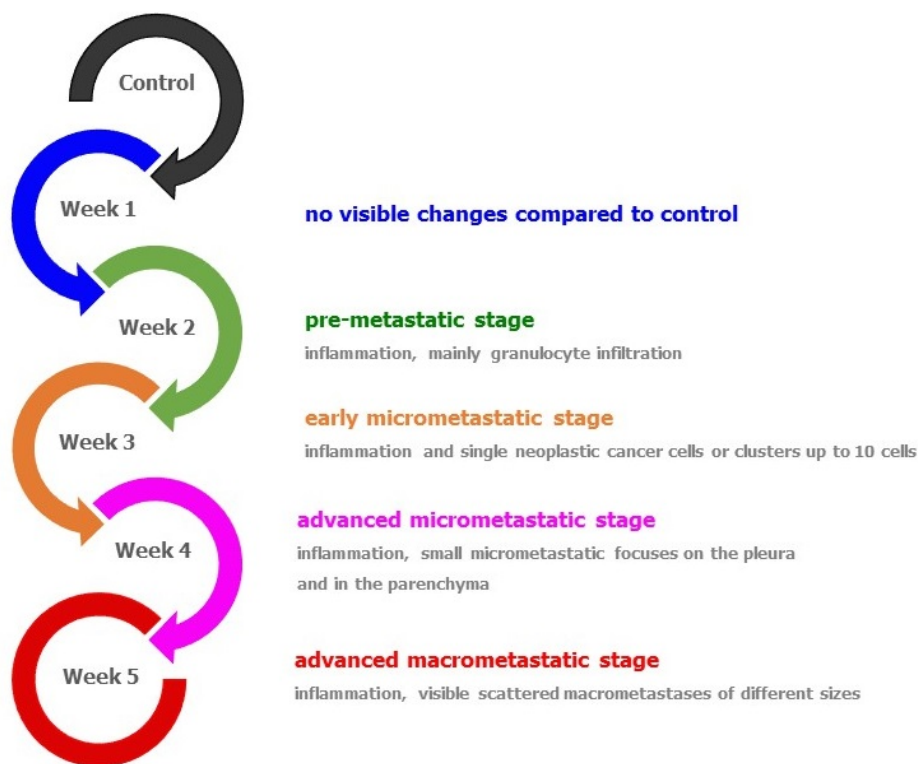 Control
Week 1
no visible changes compared to control
Week 2
pre-metastatic stage
inflammation, mainly granulocyte infiltration
Week 3
early micrometastatic stage
inflammation and single neoplastic cancer cells or clusters up to 10 cells
Week 4
advanced micrometastatic stage
inflammation, small micrometastatic focuses on the pleura
and in the parenchyma
Week 5
advanced macrometastatic stage
inflammation, visible scattered macrometastases of different sizes